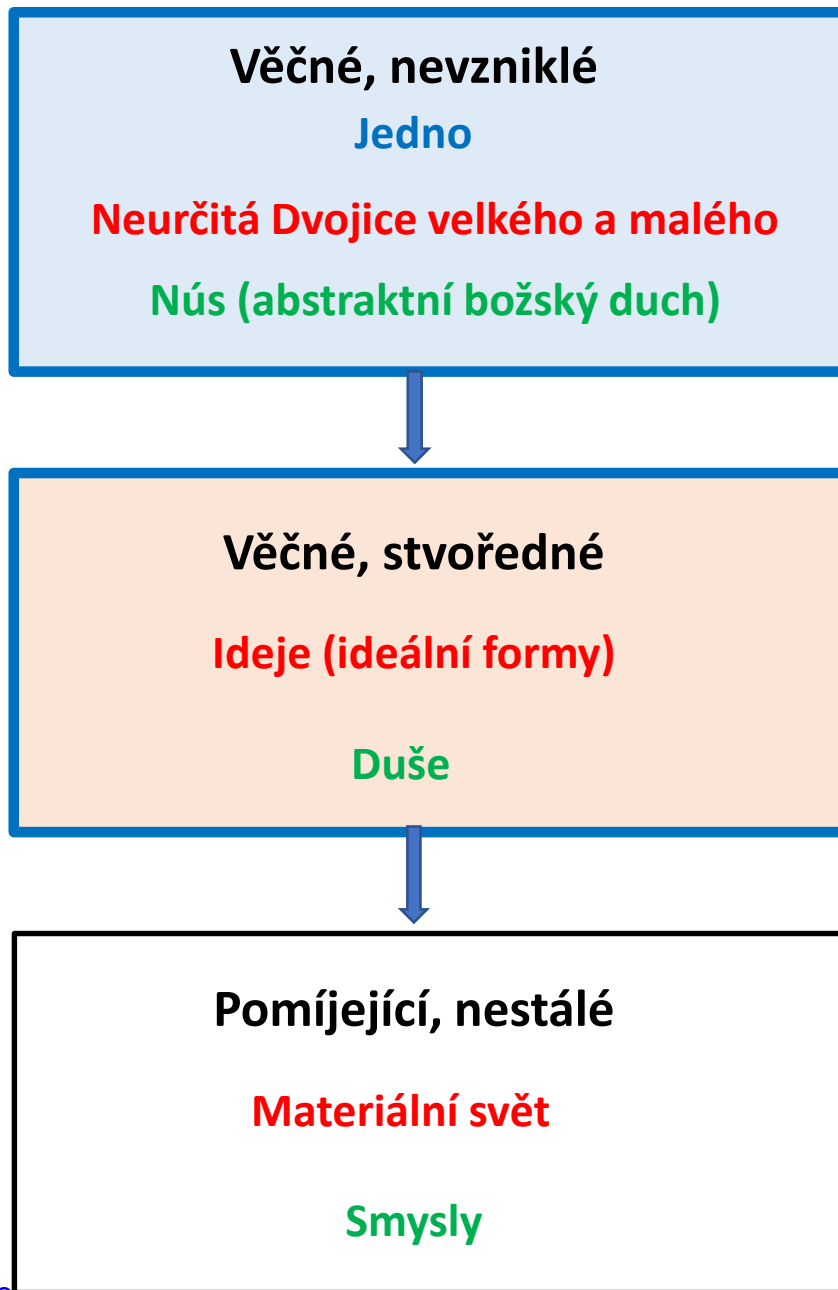 Věčné, nevzniklé
Jedno
Neurčitá Dvojice velkého a malého
Nús (abstraktní božský duch)
Věčné, stvoředné
Ideje (ideální formy)
Duše
Pomíjející, nestálé
Materiální svět
Smysly